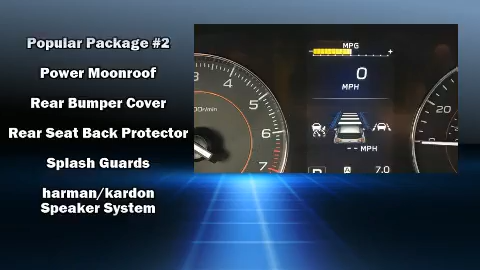 Popular Package #2
Power Moonroof
Rear Bumper Cover
Rear Seat Back Protector
Splash Guards
harman/kardon
Speaker System
MPG
- +
0
MPH
-- MPH
7.0
3
4
5
6
7
20